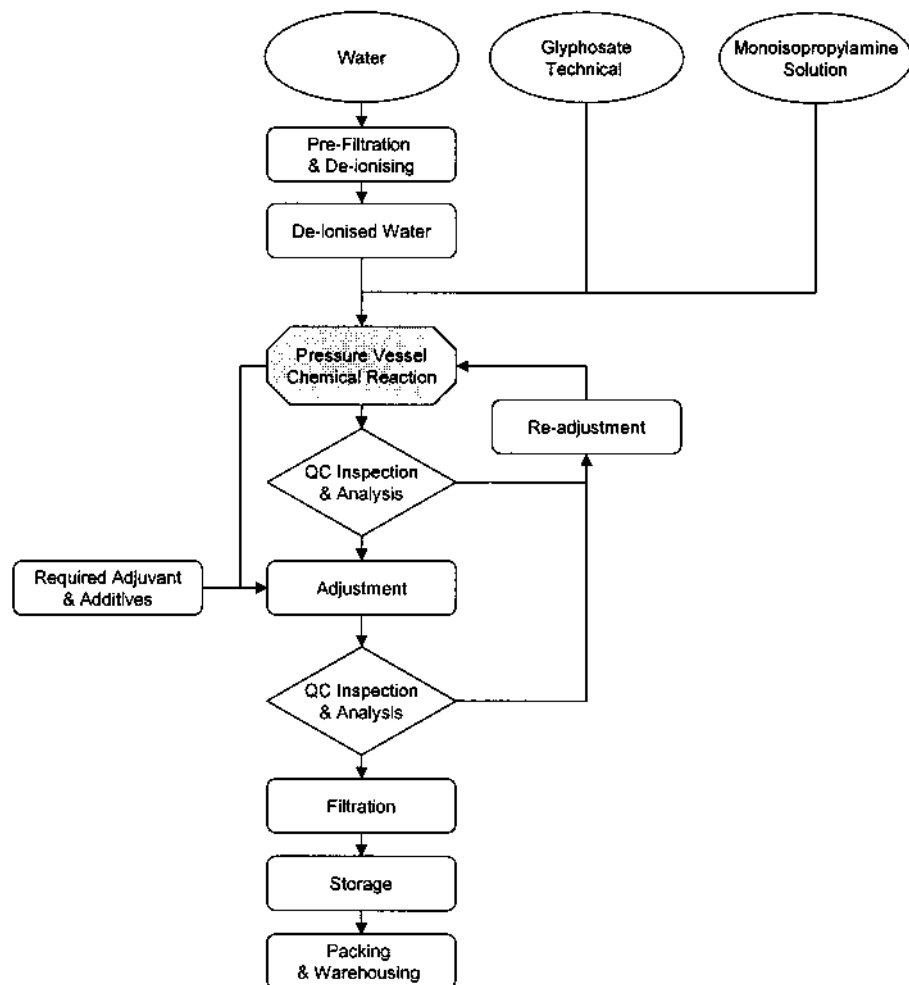 Water
Glyphosate
Technical
Monoisopropylamine
Solution
Pre-Filtration
& De-ionising
De-Ionised Water
Pressure Vessel
Chemical Reaction
Re-adjustment
QC Inspection
& Analysis
Required Adjuvant
& Additives
Adjustment
QC Inspection
& Analysis
Filtration
Storage
Packing
& Warehousing